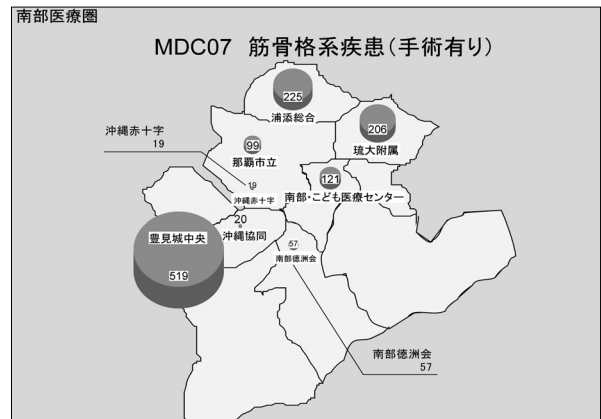 南部医療圏
MDC07 筋骨格系疾患(手術有り)
225
浦添総合
206
琉大附属
沖縄赤十字
19
99
那覇市立
121
南部・こども医療センター
19
沖縄赤十字
20
沖縄協同
豊見城中央
519
57
南部徳洲会
南部徳洲会
57